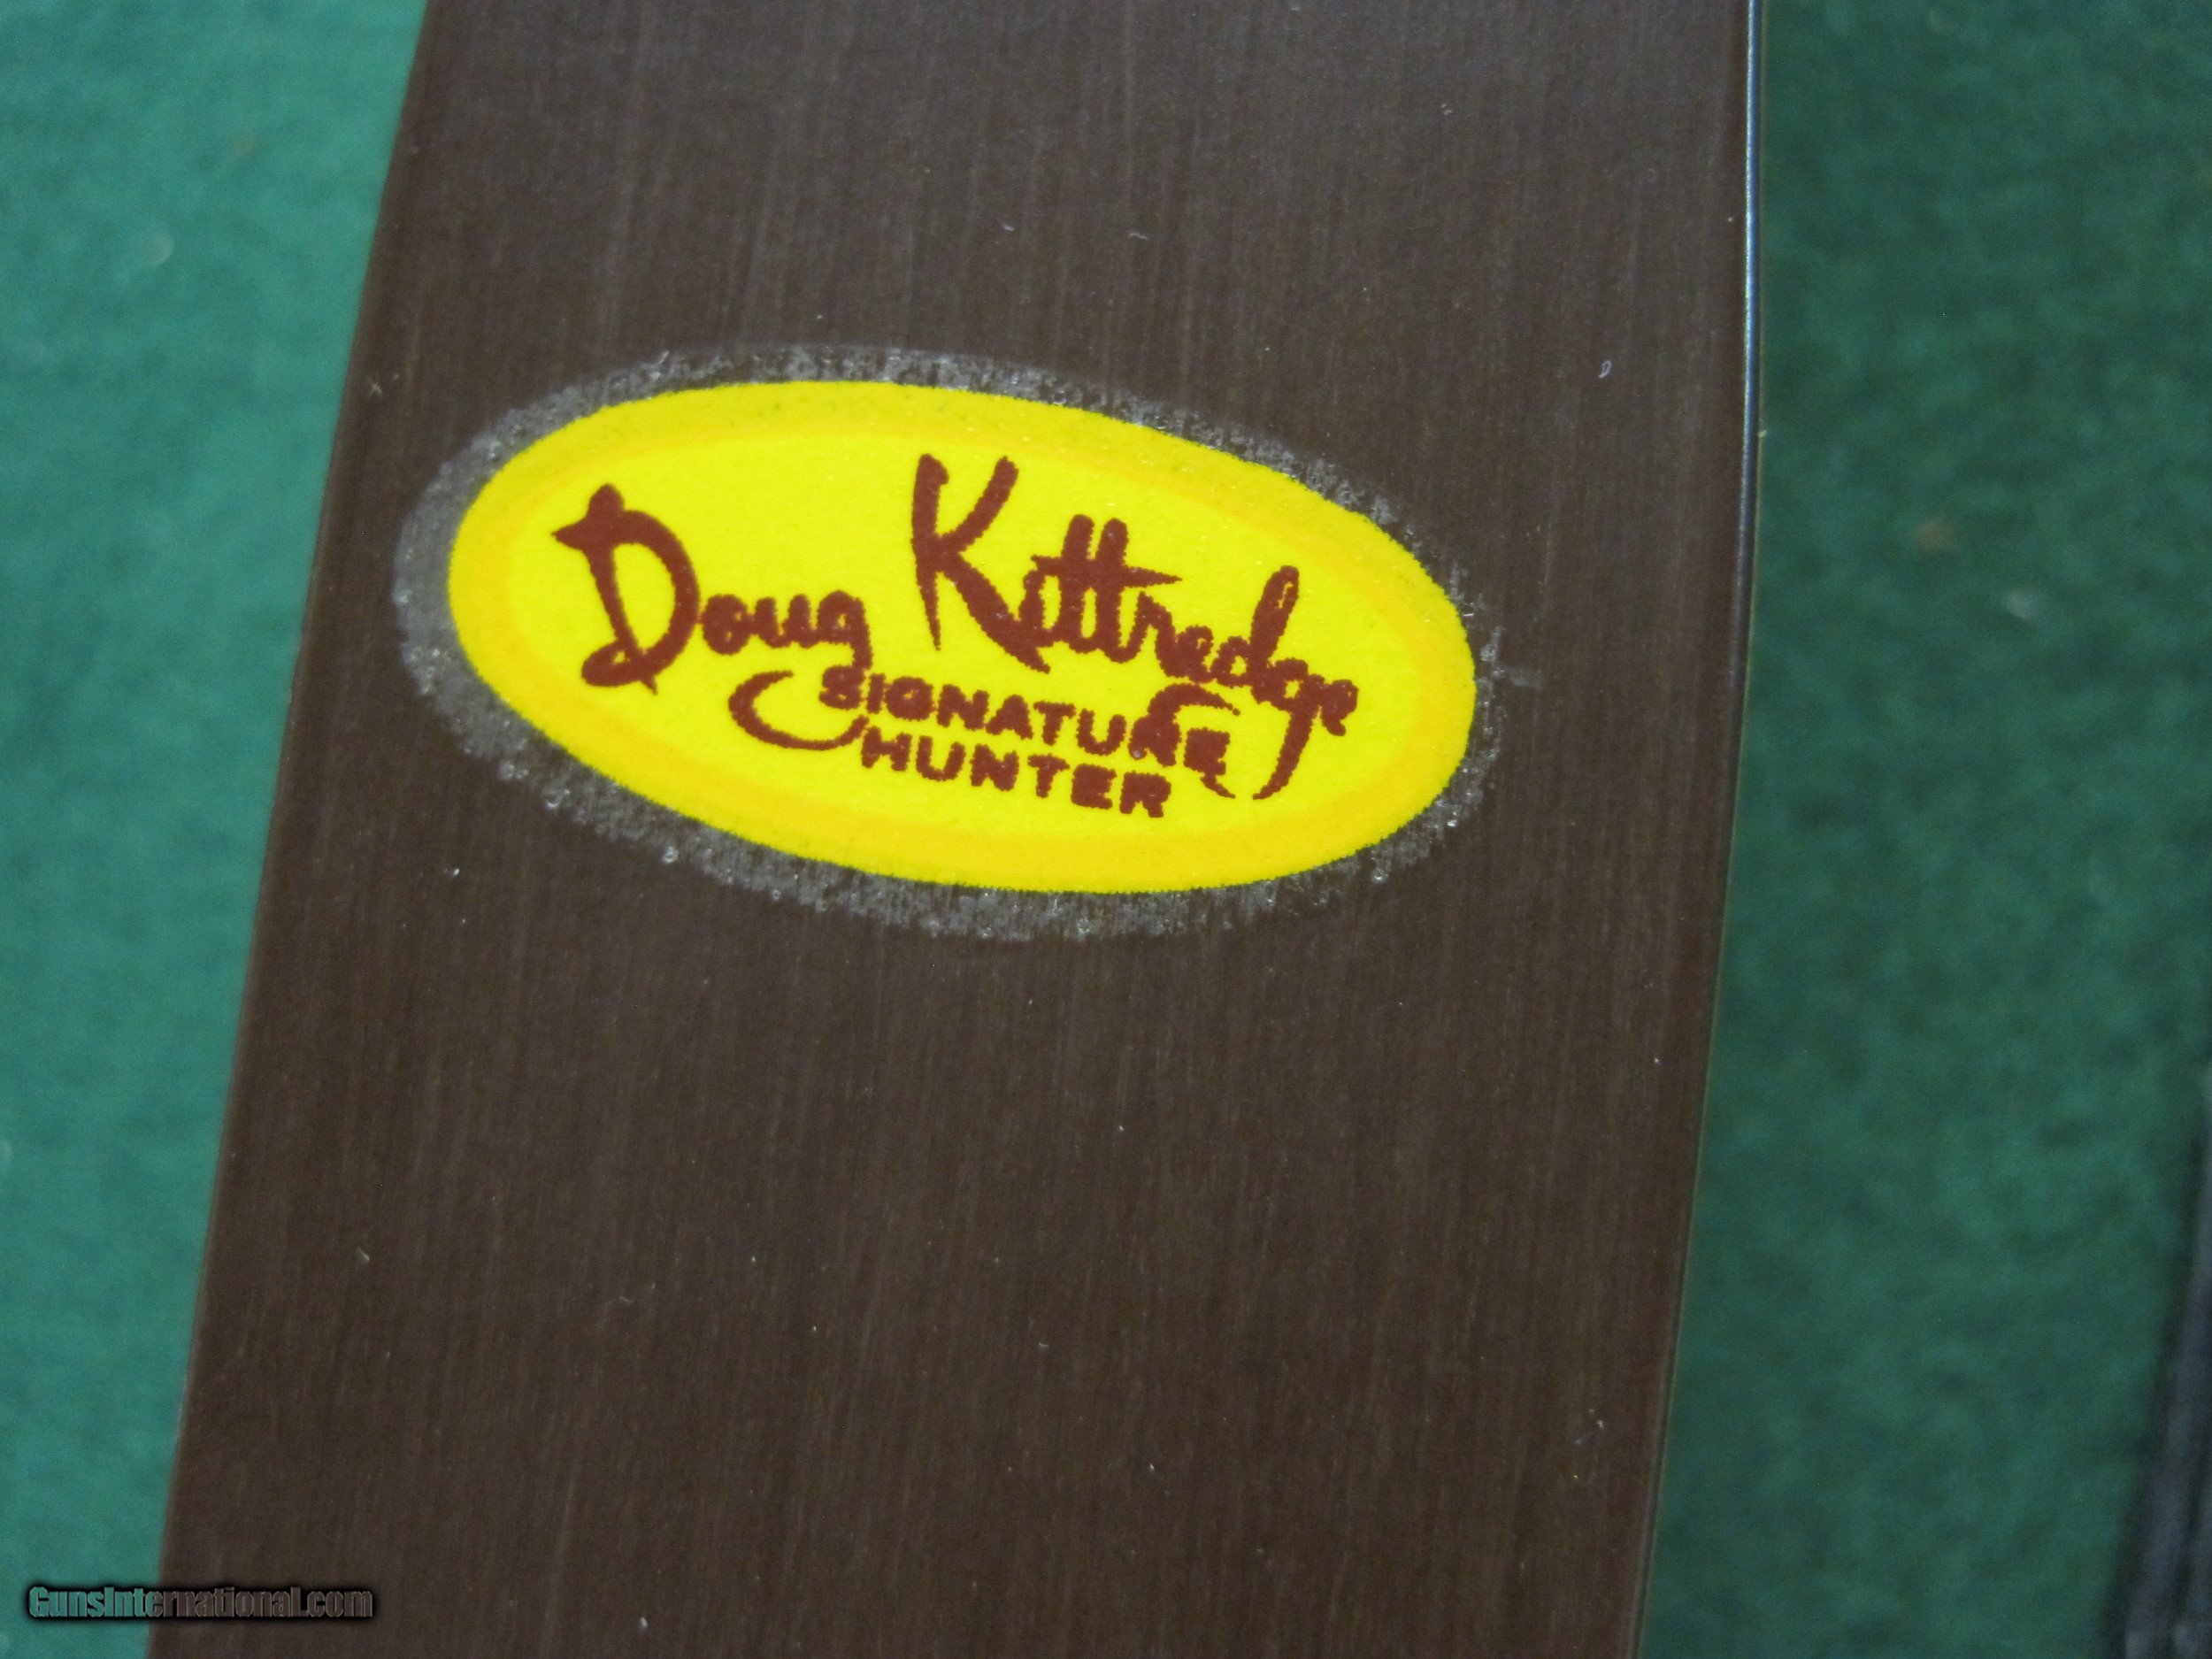 Doug Kittredge
SIGNATURE
HUNTER
GunsInternational.com